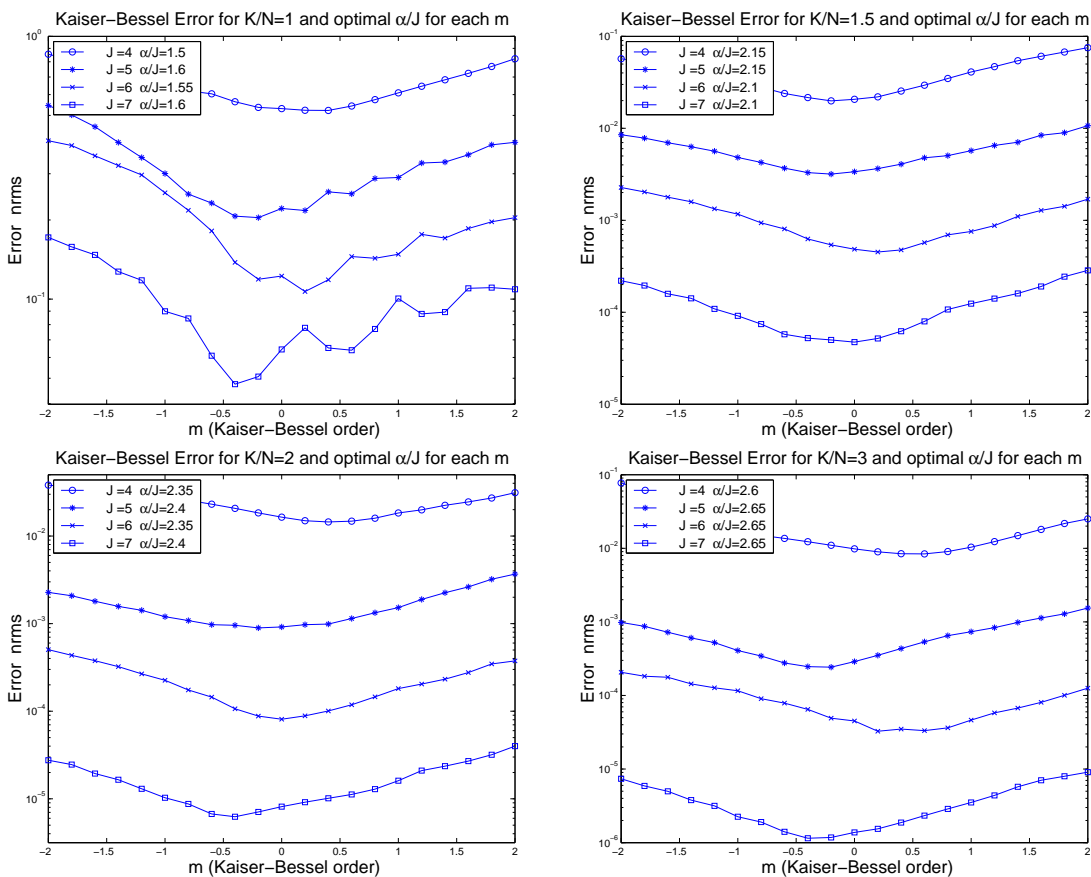 Kaiser−Bessel Error for K/N=1 and optimal α/J for each m
10^0
10^−1
Error nrms
J =4 α/J=1.5
J =5 α/J=1.6
J =6 α/J=1.55
J =7 α/J=1.6
−2 −1.5 −1 −0.5 0 0.5 1 1.5 2
m (Kaiser−Bessel order)
Kaiser−Bessel Error for K/N=1.5 and optimal α/J for each m
10^0
10^−1
10^−2
10^−3
10^−4
10^−5
Error nrms
J =4 α/J=2.15
J =5 α/J=2.15
J =6 α/J=2.1
J =7 α/J=2.1
−2 −1.5 −1 −0.5 0 0.5 1 1.5 2
m (Kaiser−Bessel order)
Kaiser−Bessel Error for K/N=2 and optimal α/J for each m
10^−2
10^−3
10^−4
10^−5
Error nrms
J =4 α/J=2.35
J =5 α/J=2.4
J =6 α/J=2.35
J =7 α/J=2.4
−2 −1.5 −1 −0.5 0 0.5 1 1.5 2
m (Kaiser−Bessel order)
Kaiser−Bessel Error for K/N=3 and optimal α/J for each m
10^−1
10^−2
10^−3
10^−4
10^−5
10^−6
Error nrms
J =4 α/J=2.6
J =5 α/J=2.65
J =6 α/J=2.65
J =7 α/J=2.65
−2 −1.5 −1 −0.5 0 0.5 1 1.5 2
m (Kaiser−Bessel order)